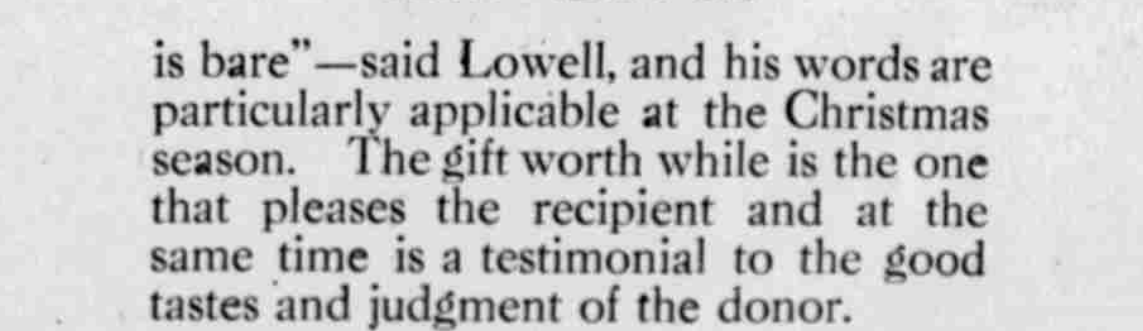 is bare”—said Lowell, and his words are
particularly applicable at the Christmas
season. The gift worth while is the one
that pleases the recipient and at the
same time is a testimonial to the good
tastes and judgment of the donor.